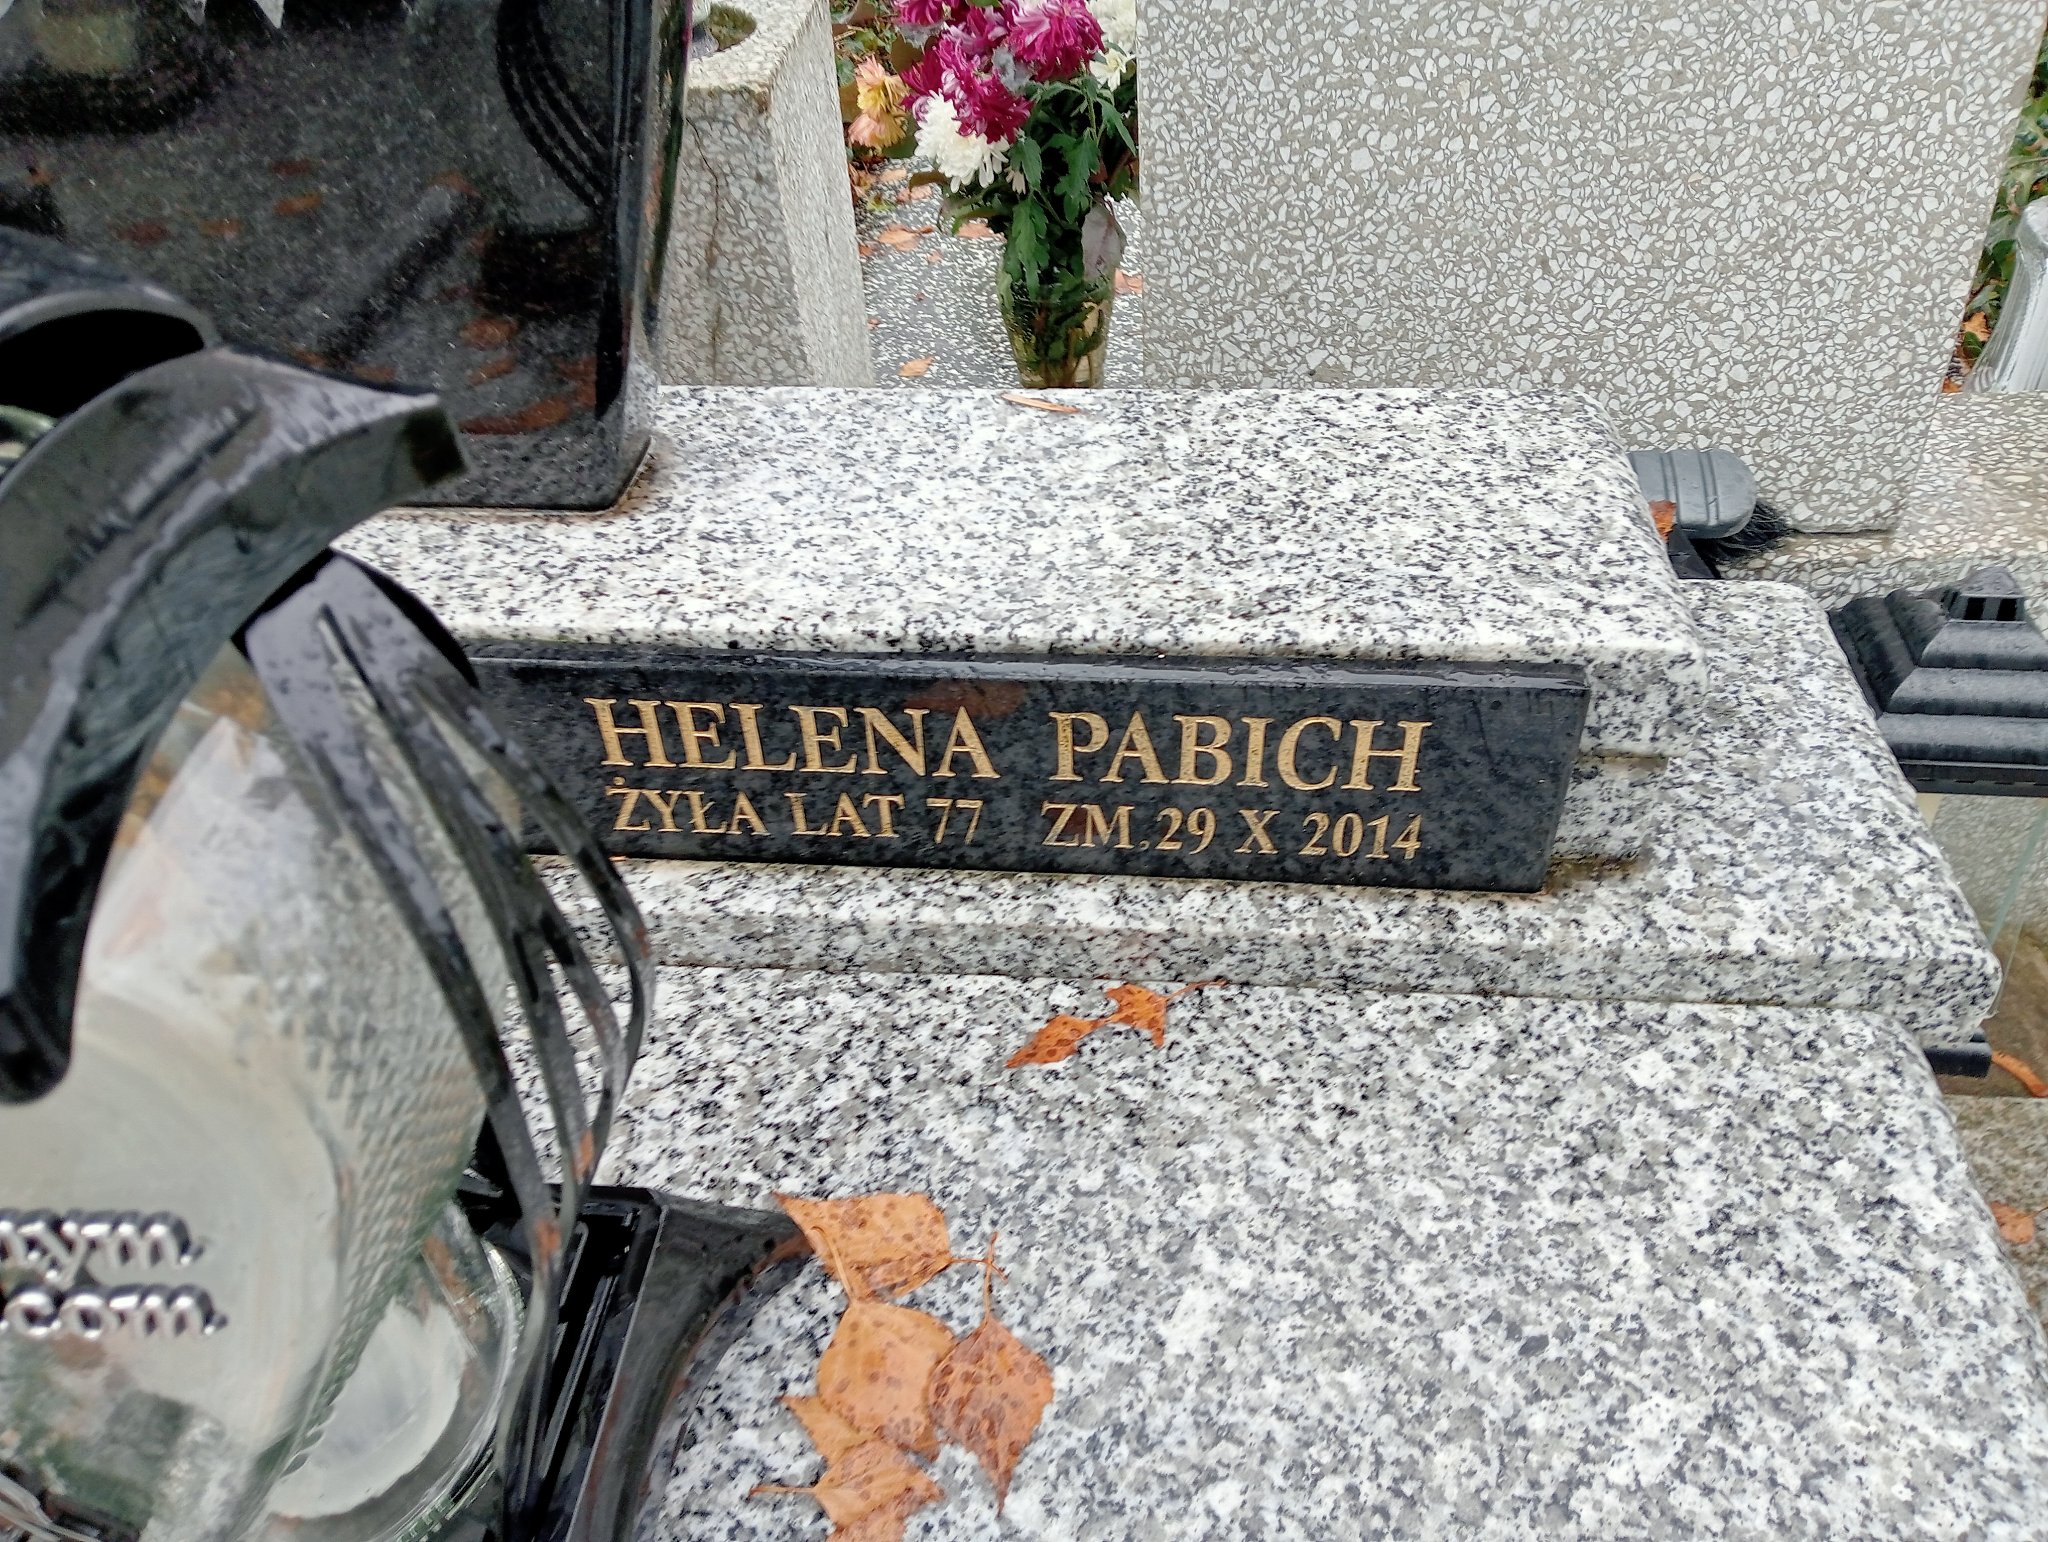 HELENA PABICH
ŻYŁA LAT 77 ZM. 29 X 2014